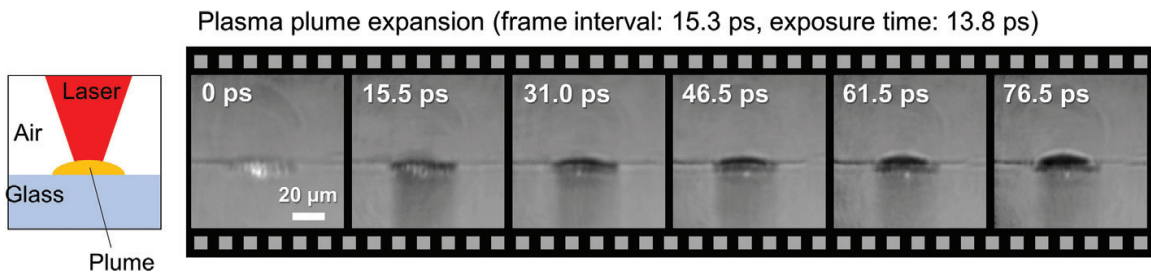 Plasma plume expansion (frame interval: 15.3 ps, exposure time: 13.8 ps)
Laser
Air
Glass
Plume
0 ps
15.5 ps
31.0 ps
46.5 ps
61.5 ps
76.5 ps
20 μm